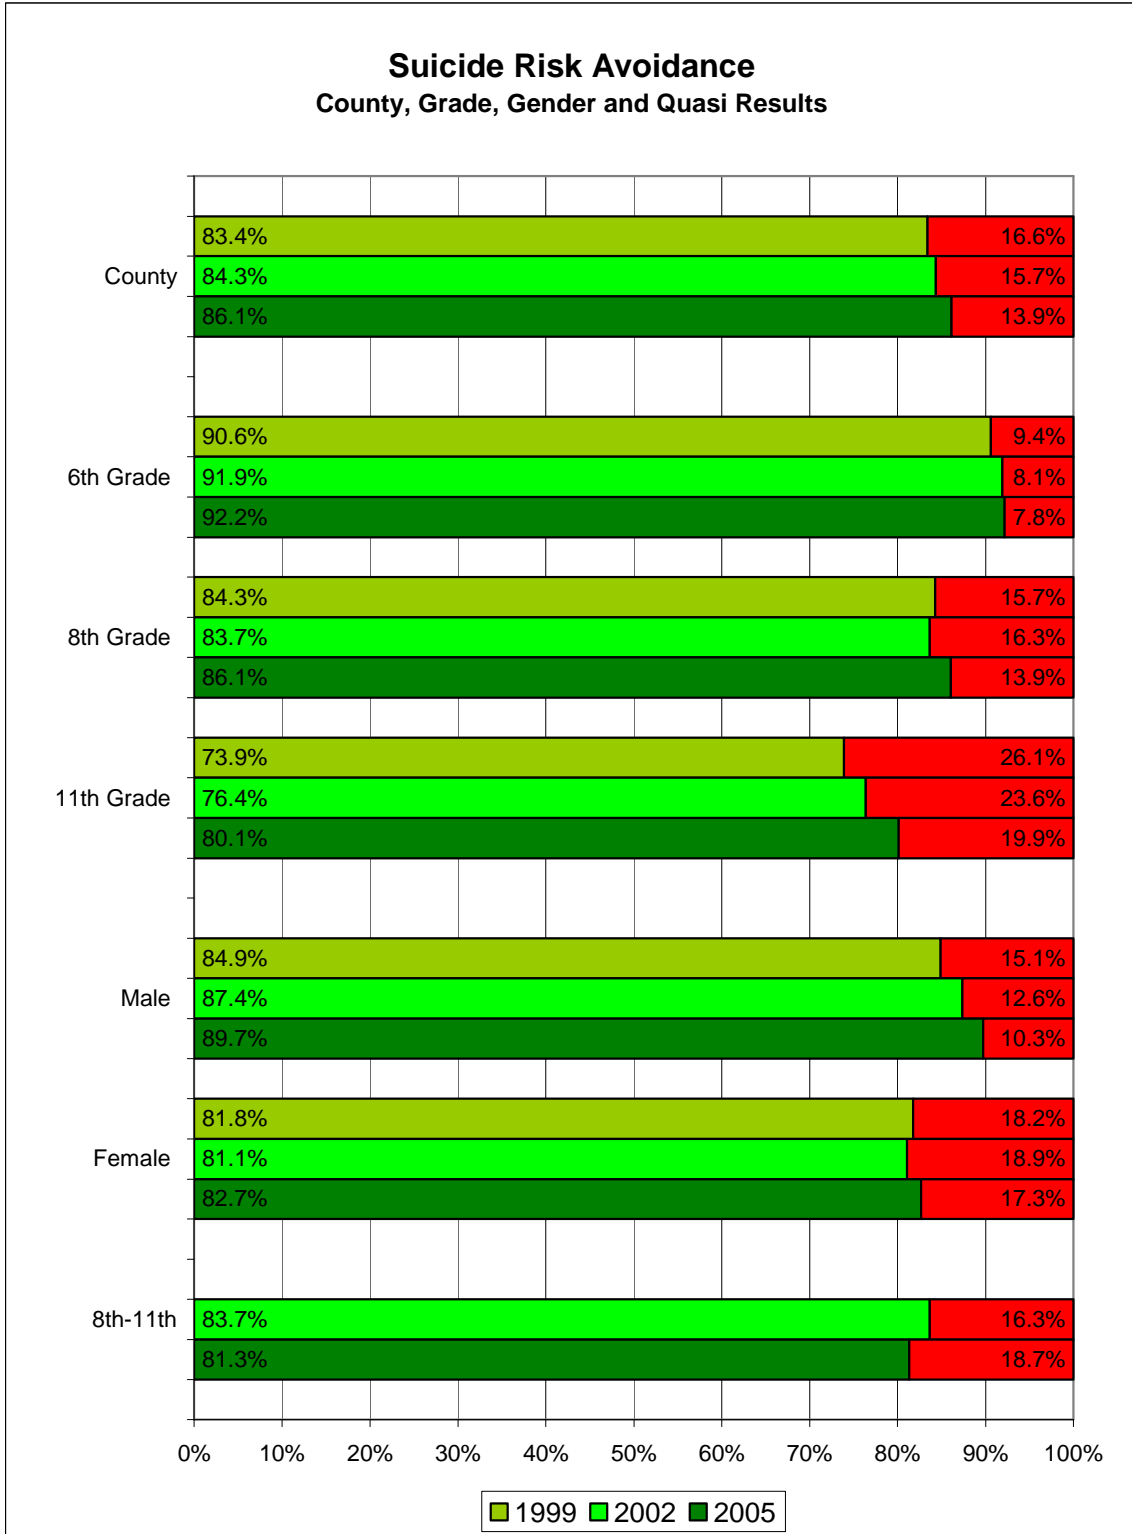 Suicide Risk Avoidance
County, Grade, Gender and Quasi Results
83.4% 16.6%
County 84.3% 15.7%
86.1% 13.9%
90.6% 9.4%
6th Grade 91.9% 8.1%
92.2% 7.8%
84.3% 15.7%
8th Grade 83.7% 16.3%
86.1% 13.9%
73.9% 26.1%
11th Grade 76.4% 23.6%
80.1% 19.9%
84.9% 15.1%
Male 87.4% 12.6%
89.7% 10.3%
81.8% 18.2%
Female 81.1% 18.9%
82.7% 17.3%
8th-11th 83.7% 16.3%
81.3% 18.7%
0% 10% 20% 30% 40% 50% 60% 70% 80% 90% 100%
1999 2002 2005